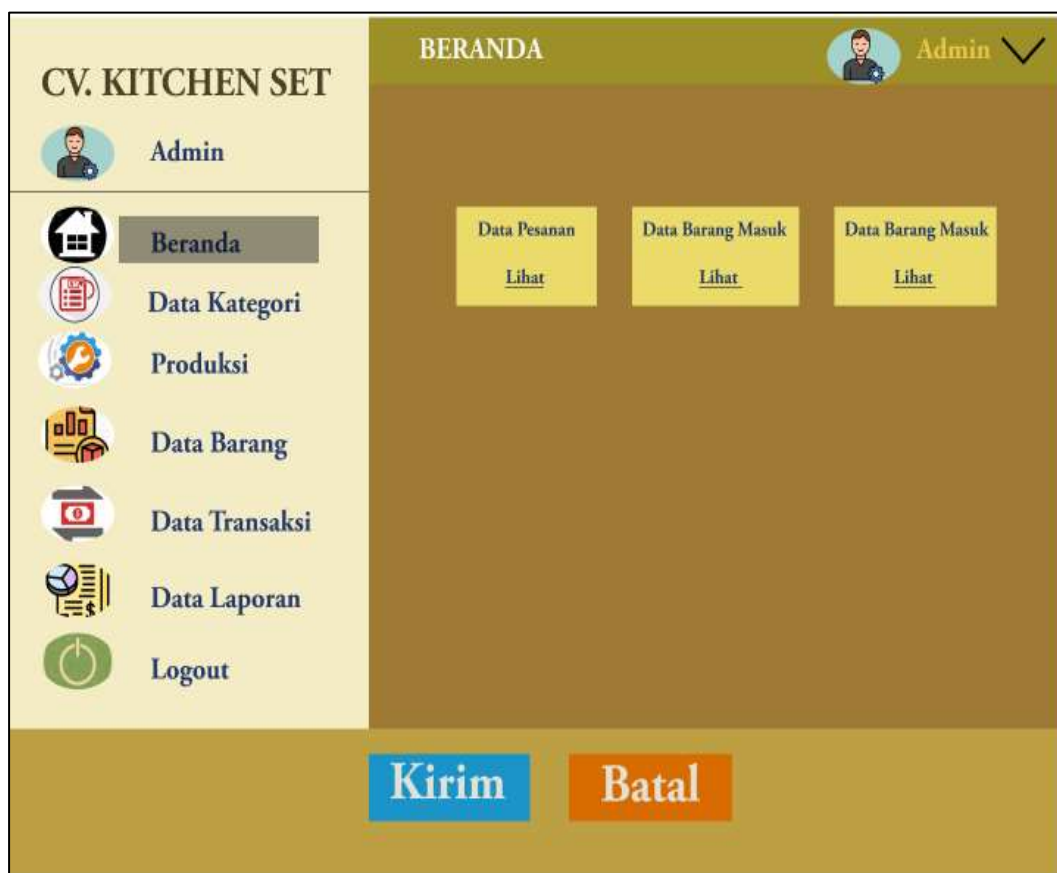 CV. KITCHEN SET
Admin
Beranda
Data Kategori
Produksi
Data Barang
Data Transaksi
Data Laporan
Logout
BERANDA
Admin
Data Pesanan
Lihat
Data Barang Masuk
Lihat
Data Barang Masuk
Lihat
Kirim
Batal